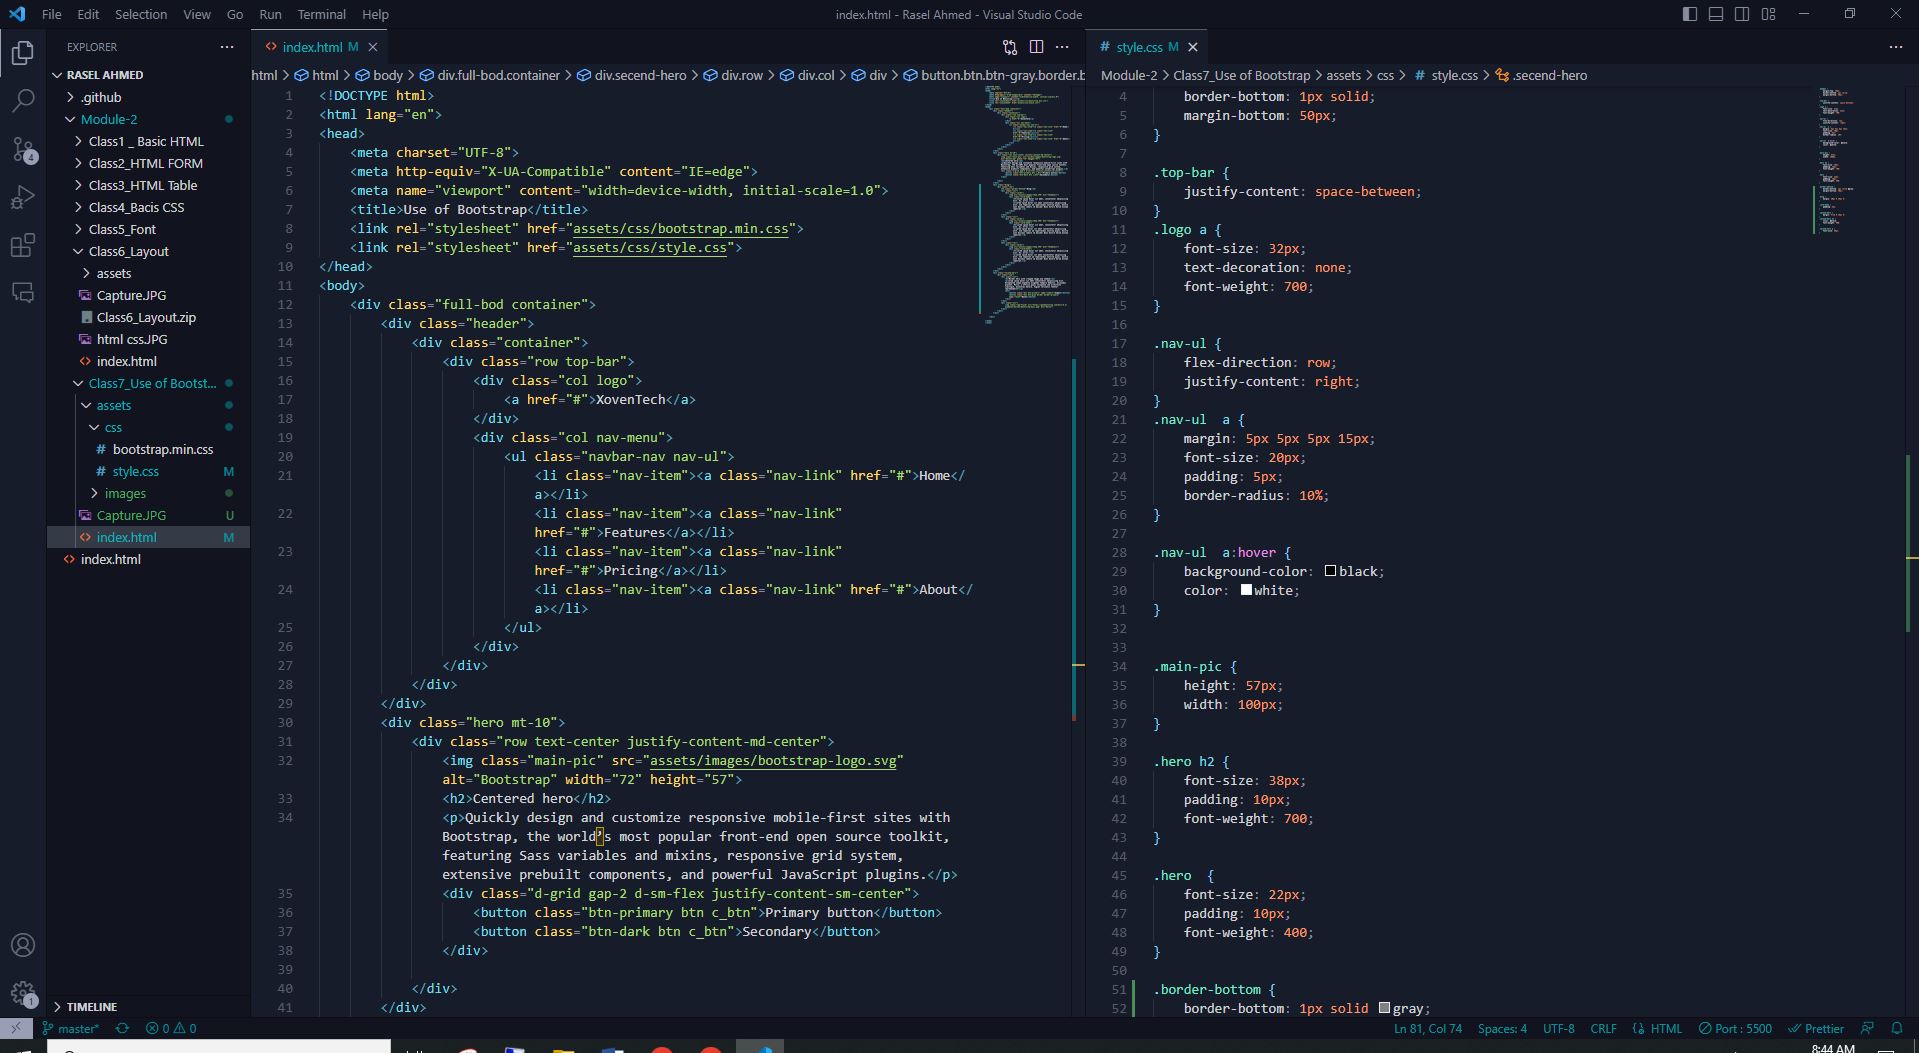 File Edit Selection View Go Run Terminal Help
index.html - Rasel Ahmed - Visual Studio Code
EXPLORER
RASEL AHMED
.github
Module-2
Class1 _ Basic HTML
Class2_HTML FORM
Class3_HTML Table
Class4_Bacis CSS
Class5_Font
Class6_Layout
assets
Capture.JPG
Class6_Layout.zip
html css.JPG
index.html
Class7_Use of Bootst...
assets
css
# bootstrap.min.css
# style.css M
images
Capture.JPG U
<> index.html M
<> index.html
TIMELINE
4
1
<> index.html M
html > html > body > div.full-bod.container > div.secend-hero > div.row > div.col > div > button.btn.btn-gray.border.b
1 <!DOCTYPE html>
2 <html lang="en">
3 <head>
4 <meta charset="UTF-8">
5 <meta http-equiv="X-UA-Compatible" content="IE=edge">
6 <meta name="viewport" content="width=device-width, initial-scale=1.0">
7 <title>Use of Bootstrap</title>
8 <link rel="stylesheet" href="assets/css/bootstrap.min.css">
9 <link rel="stylesheet" href="assets/css/style.css">
10 </head>
11 <body>
12 <div class="full-bod container">
13 <div class="header">
14 <div class="container">
15 <div class="row top-bar">
16 <div class="col logo">
17 <a href="#">XovenTech</a>
18 </div>
19 <div class="col nav-menu">
20 <ul class="navbar-nav nav-ul">
21 <li class="nav-item"><a class="nav-link" href="#">Home</
a></li>
22 <li class="nav-item"><a class="nav-link"
href="#">Features</a></li>
23 <li class="nav-item"><a class="nav-link"
href="#">Pricing</a></li>
24 <li class="nav-item"><a class="nav-link" href="#">About</
a></li>
25 </ul>
26 </div>
27 </div>
28 </div>
29 </div>
30 <div class="hero mt-10">
31 <div class="row text-center justify-content-md-center">
32 <img class="main-pic" src="assets/images/bootstrap-logo.svg"
alt="Bootstrap" width="72" height="57">
33 <h2>Centered hero</h2>
34 <p>Quickly design and customize responsive mobile-first sites with
Bootstrap, the world’s most popular front-end open source toolkit,
featuring Sass variables and mixins, responsive grid system,
extensive prebuilt components, and powerful JavaScript plugins.</p>
35 <div class="d-grid gap-2 d-sm-flex justify-content-sm-center">
36 <button class="btn-primary btn c_btn">Primary button</button>
37 <button class="btn-dark btn c_btn">Secondary</button>
38 </div>
39
40 </div>
41 </div>
# style.css M
Module-2 > Class7_Use of Bootstrap > assets > css > # style.css > .secend-hero
4 border-bottom: 1px solid;
5 margin-bottom: 50px;
6 }
7
8 .top-bar {
9 justify-content: space-between;
10 }
11 .logo a {
12 font-size: 32px;
13 text-decoration: none;
14 font-weight: 700;
15 }
16
17 .nav-ul {
18 flex-direction: row;
19 justify-content: right;
20 }
21 .nav-ul  a {
22 margin: 5px 5px 5px 15px;
23 font-size: 20px;
24 padding: 5px;
25 border-radius: 10%;
26 }
27
28 .nav-ul  a:hover {
29 background-color: black;
30 color: white;
31 }
32
33
34 .main-pic {
35 height: 57px;
36 width: 100px;
37 }
38
39 .hero h2 {
40 font-size: 38px;
41 padding: 10px;
42 font-weight: 700;
43 }
44
45 .hero  {
46 font-size: 22px;
47 padding: 10px;
48 font-weight: 400;
49 }
50
51 .border-bottom {
52 border-bottom: 1px solid gray;
master* 0 0
Ln 81, Col 74 Spaces: 4 UTF-8 CRLF HTML Port : 5500 Prettier
8:44 AM